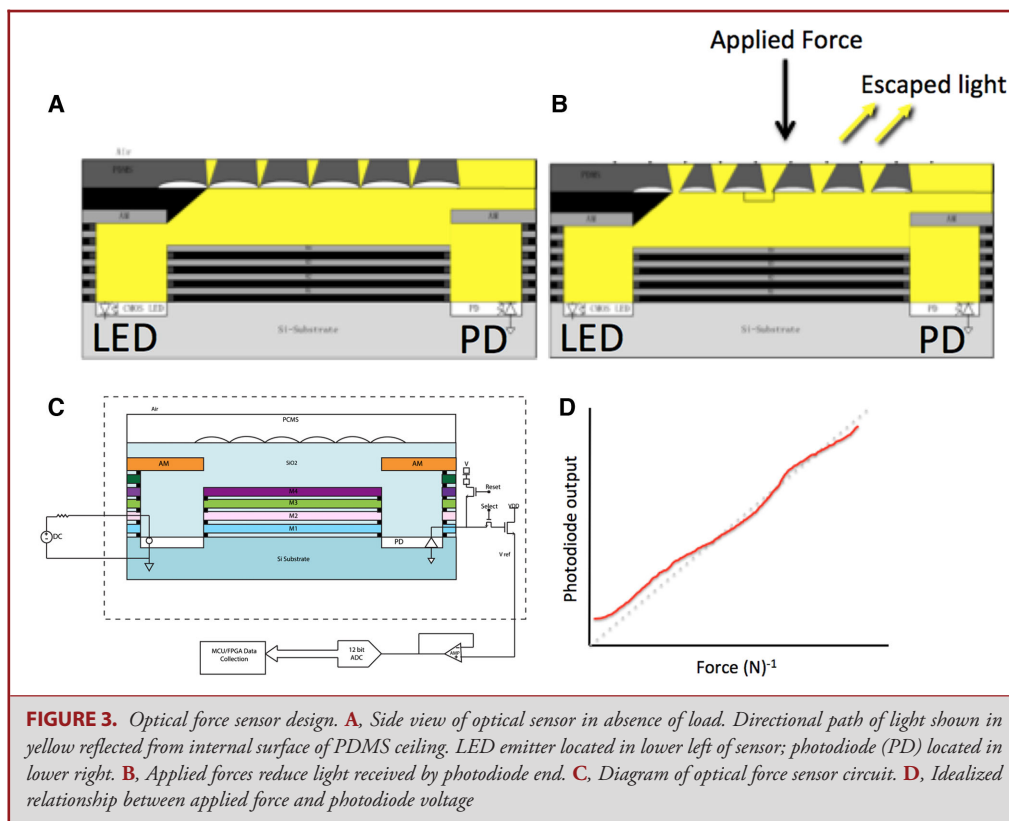 Applied Force
Escaped light
A
B
Air
PDMS
AM
AM
AM
AM
CMOS LED
PD
PD
LED
Si-Substrate
PD
LED
Si-Substrate
PD
C
D
Air
PCMS
SiO2
AM
AM
V
Reset
M4
M3
Select
VDD
M2
M1
DC
PD
V ref
Si Substrate
MCU/FPGA Data
Collection
12 bit
ADC
AMP
Photodiode output
Force (N)-1
FIGURE 3. Optical force sensor design. A, Side view of optical sensor in absence of load. Directional path of light shown in
yellow reflected from internal surface of PDMS ceiling. LED emitter located in lower left of sensor; photodiode (PD) located in
lower right. B, Applied forces reduce light received by photodiode end. C, Diagram of optical force sensor circuit. D, Idealized
relationship between applied force and photodiode voltage